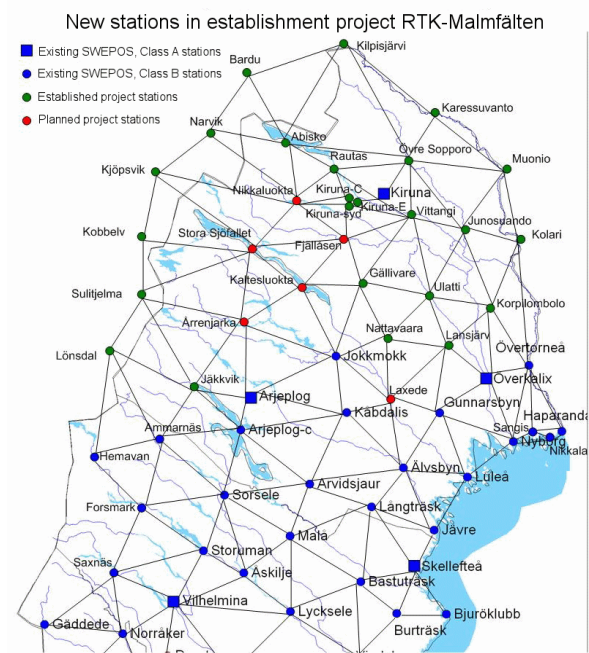 New stations in establishment project RTK-Malmfälten
Existing SWEPOS, Class A stations
Existing SWEPOS, Class B stations
Established project stations
Planned project stations
Kilpisjärvi
Bardu
Karessuvanto
Narvik
Abisko
Övre Sopporo
Rautas
Muonio
Kjöpsvik
Nikkaluokta
Kiruna-C
Kiruna
Kiruna-syd
Kiruna-E
Vittangi
Junosuando
Kobbelv
Stora Sjöfallet
Fjällåsen
Kolari
Kaltesluokta
Gällivare
Ulatti
Sulitjelma
Korpilombolo
Årrenjarka
Nattavaara
Lansjärv
Övertorneå
Lönsdal
Jokkmokk
Jäkkvik
Arjeplog
Laxede
Överkalix
Kåbdalis
Gunnarsbyn
Haparanda
Ammarnäs
Arjeplog-c
Sangis
Nyborg
Nikkala
Hemavan
Älvsbyn
Luleå
Arvidsjaur
Sorsele
Forsmark
Långträsk
Jävre
Malå
Storuman
Skellefteå
Saxnäs
Åskilje
Bastuträsk
Vilhelmina
Lycksele
Bjuröklubb
Gäddede
Norråker
Burträsk